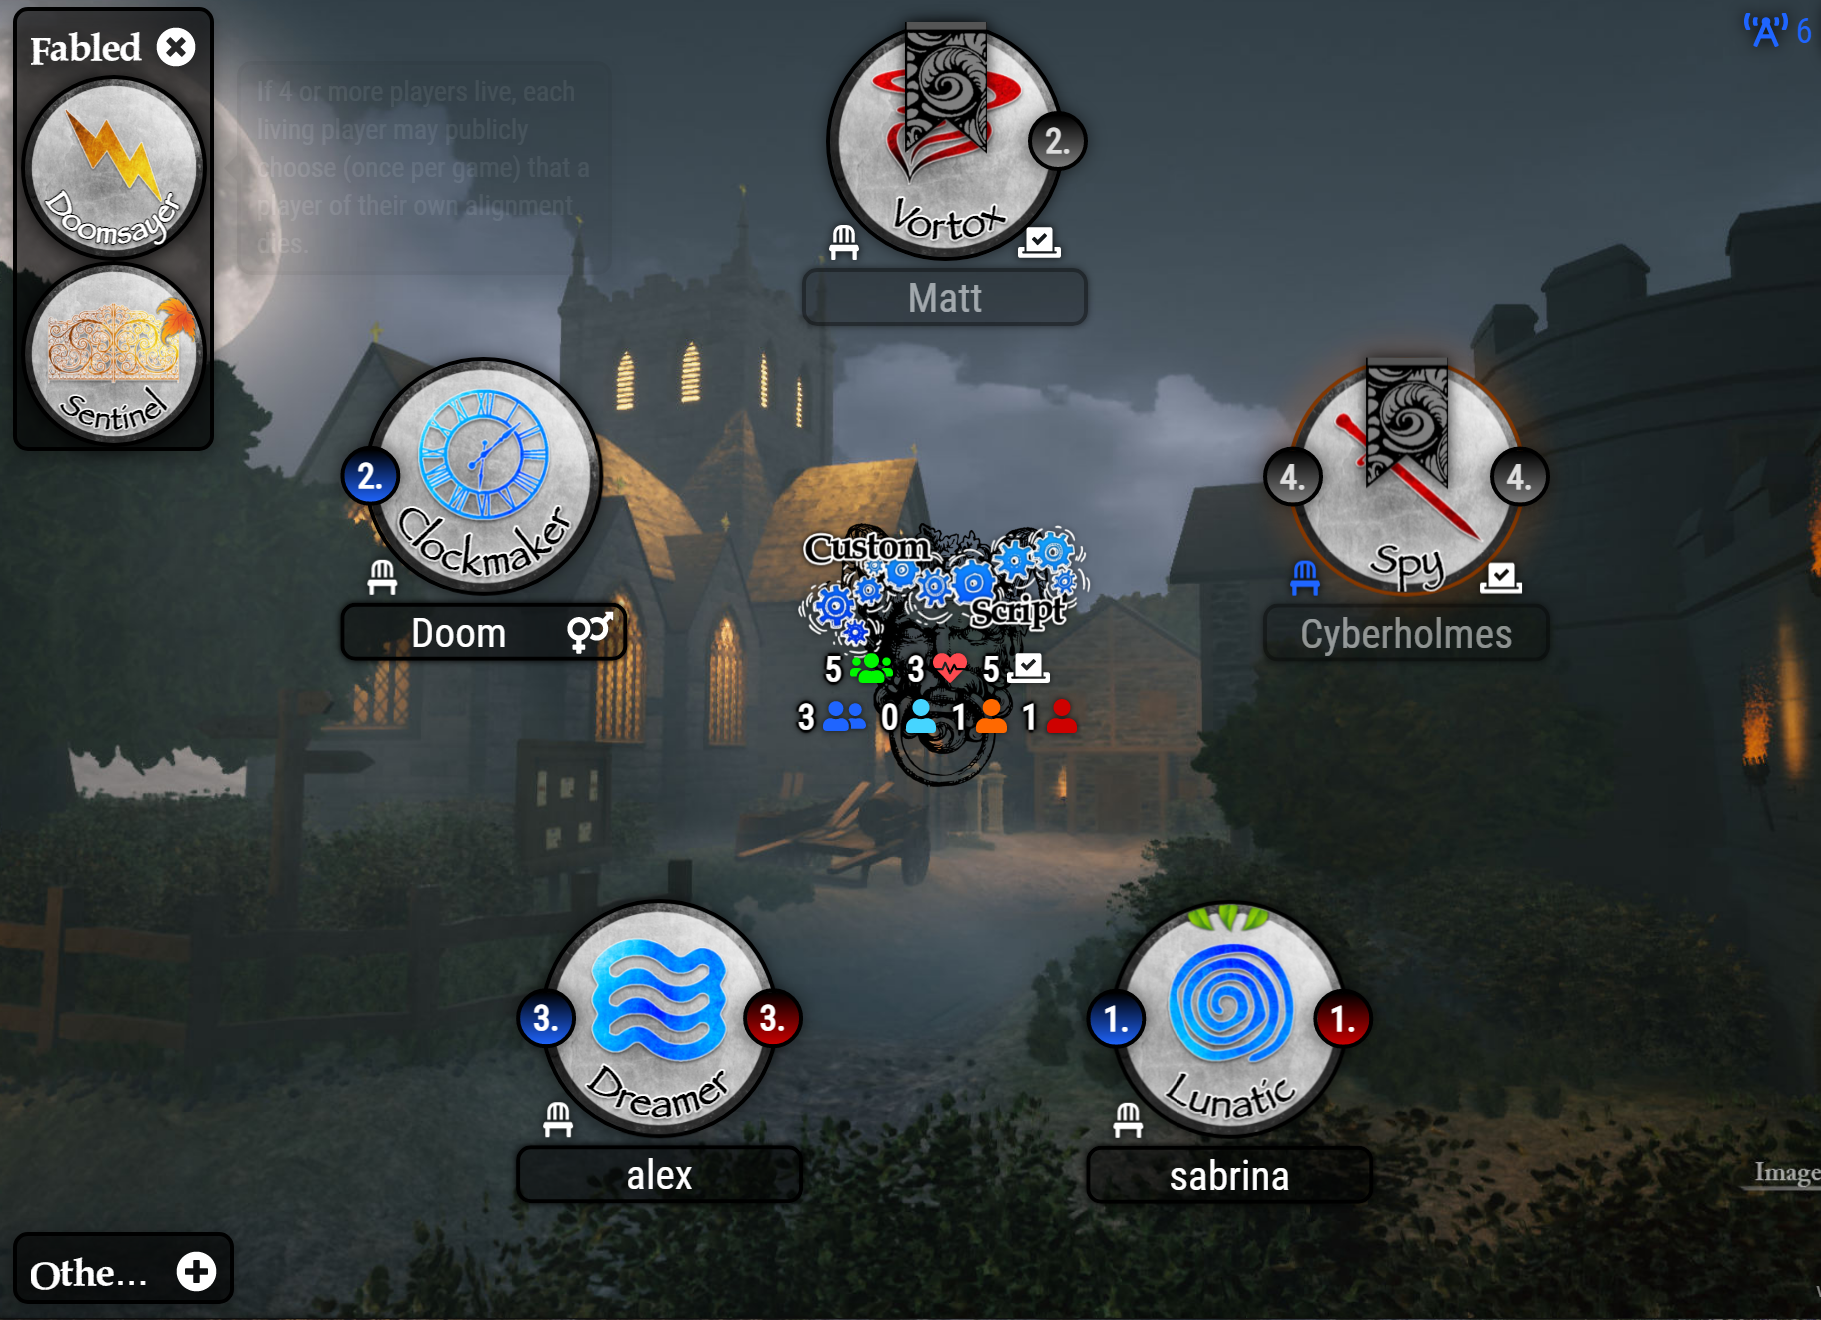 Fabled
Doomsayer
Sentinel
If 4 or more players live, each
living player may publicly
choose (once per game) that a
player of their own alignment
dies.
6
Vortox
2.
Matt
2.
Clockmaker
Doom
4.
4.
Spy
Cyberholmes
Custom
Script
5 3 5
3 0 1 1
3.
3.
Dreamer
alex
1.
1.
Lunatic
sabrina
Image
Othe...